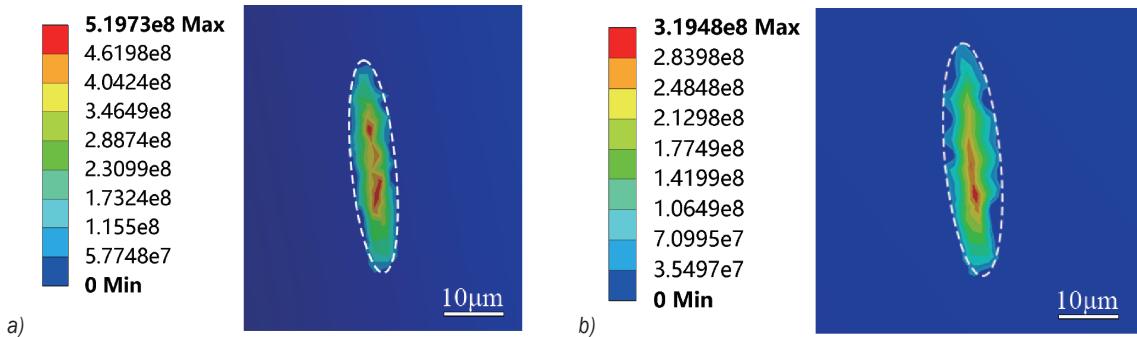 5.1973e8 Max
4.6198e8
4.0424e8
3.4649e8
2.8874e8
2.3099e8
1.7324e8
1.155e8
5.7748e7
0 Min
10μm
a)
3.1948e8 Max
2.8398e8
2.4848e8
2.1298e8
1.7749e8
1.4199e8
1.0649e8
7.0995e7
3.5497e7
0 Min
10μm
b)